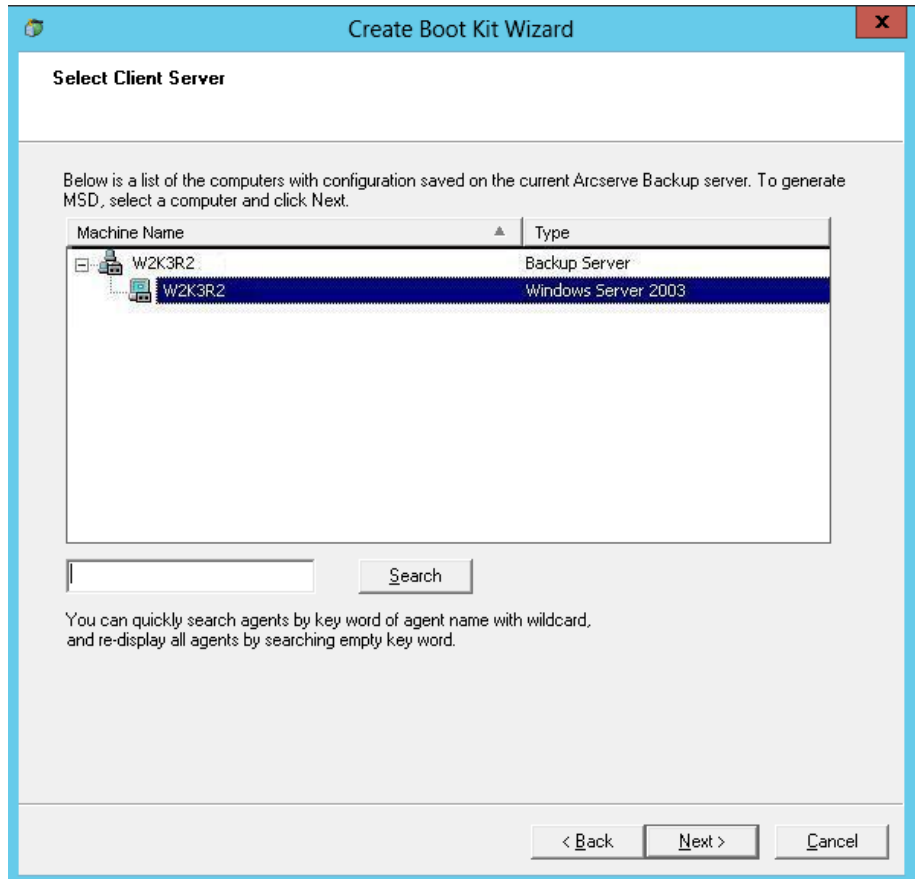 Create Boot Kit Wizard
x
Select Client Server
Below is a list of the computers with configuration saved on the current Arcserve Backup server. To generate
MSD, select a computer and click Next.
Machine Name Type
W2K3R2 Backup Server
W2K3R2 Windows Server 2003
Search
You can quickly search agents by key word of agent name with wildcard,
and re-display all agents by searching empty key word.
< Back Next > Cancel